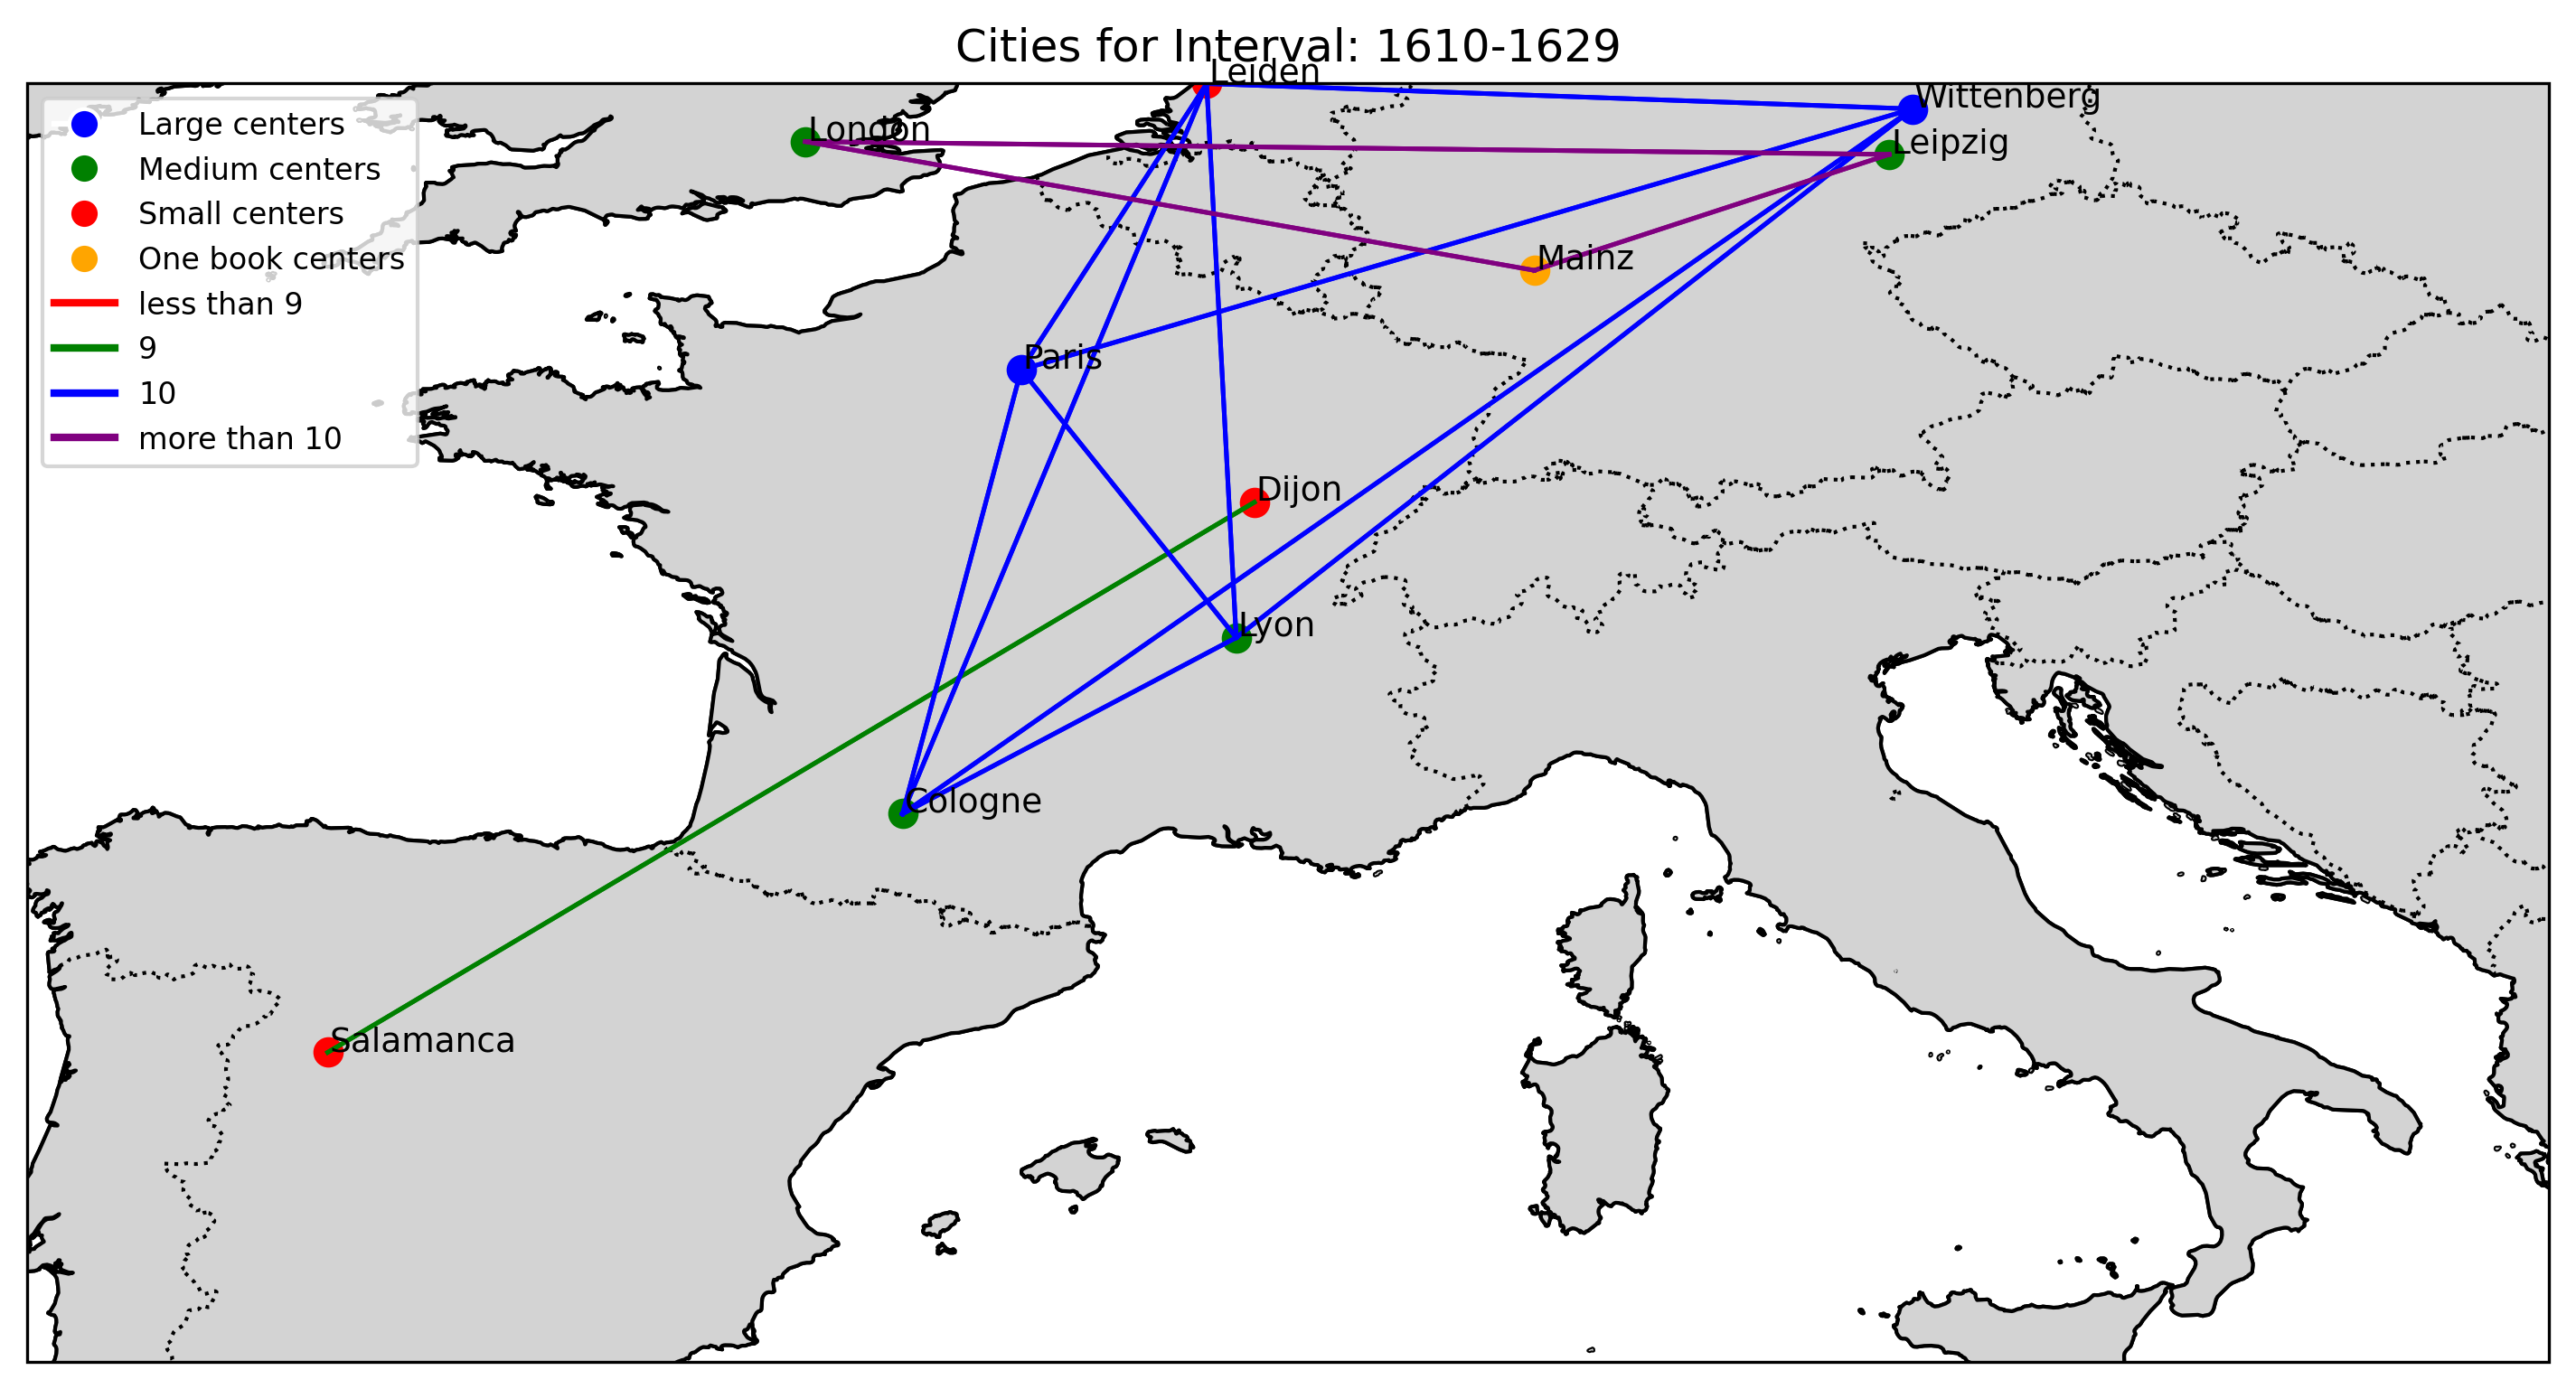 Cities for Interval: 1610-1629
Leiden
Wittenberg
Large centers
London
Leipzig
Medium centers
Small centers
Mainz
One book centers
less than 9
9
Paris
10
more than 10
Dijon
Lyon
Cologne
Salamanca